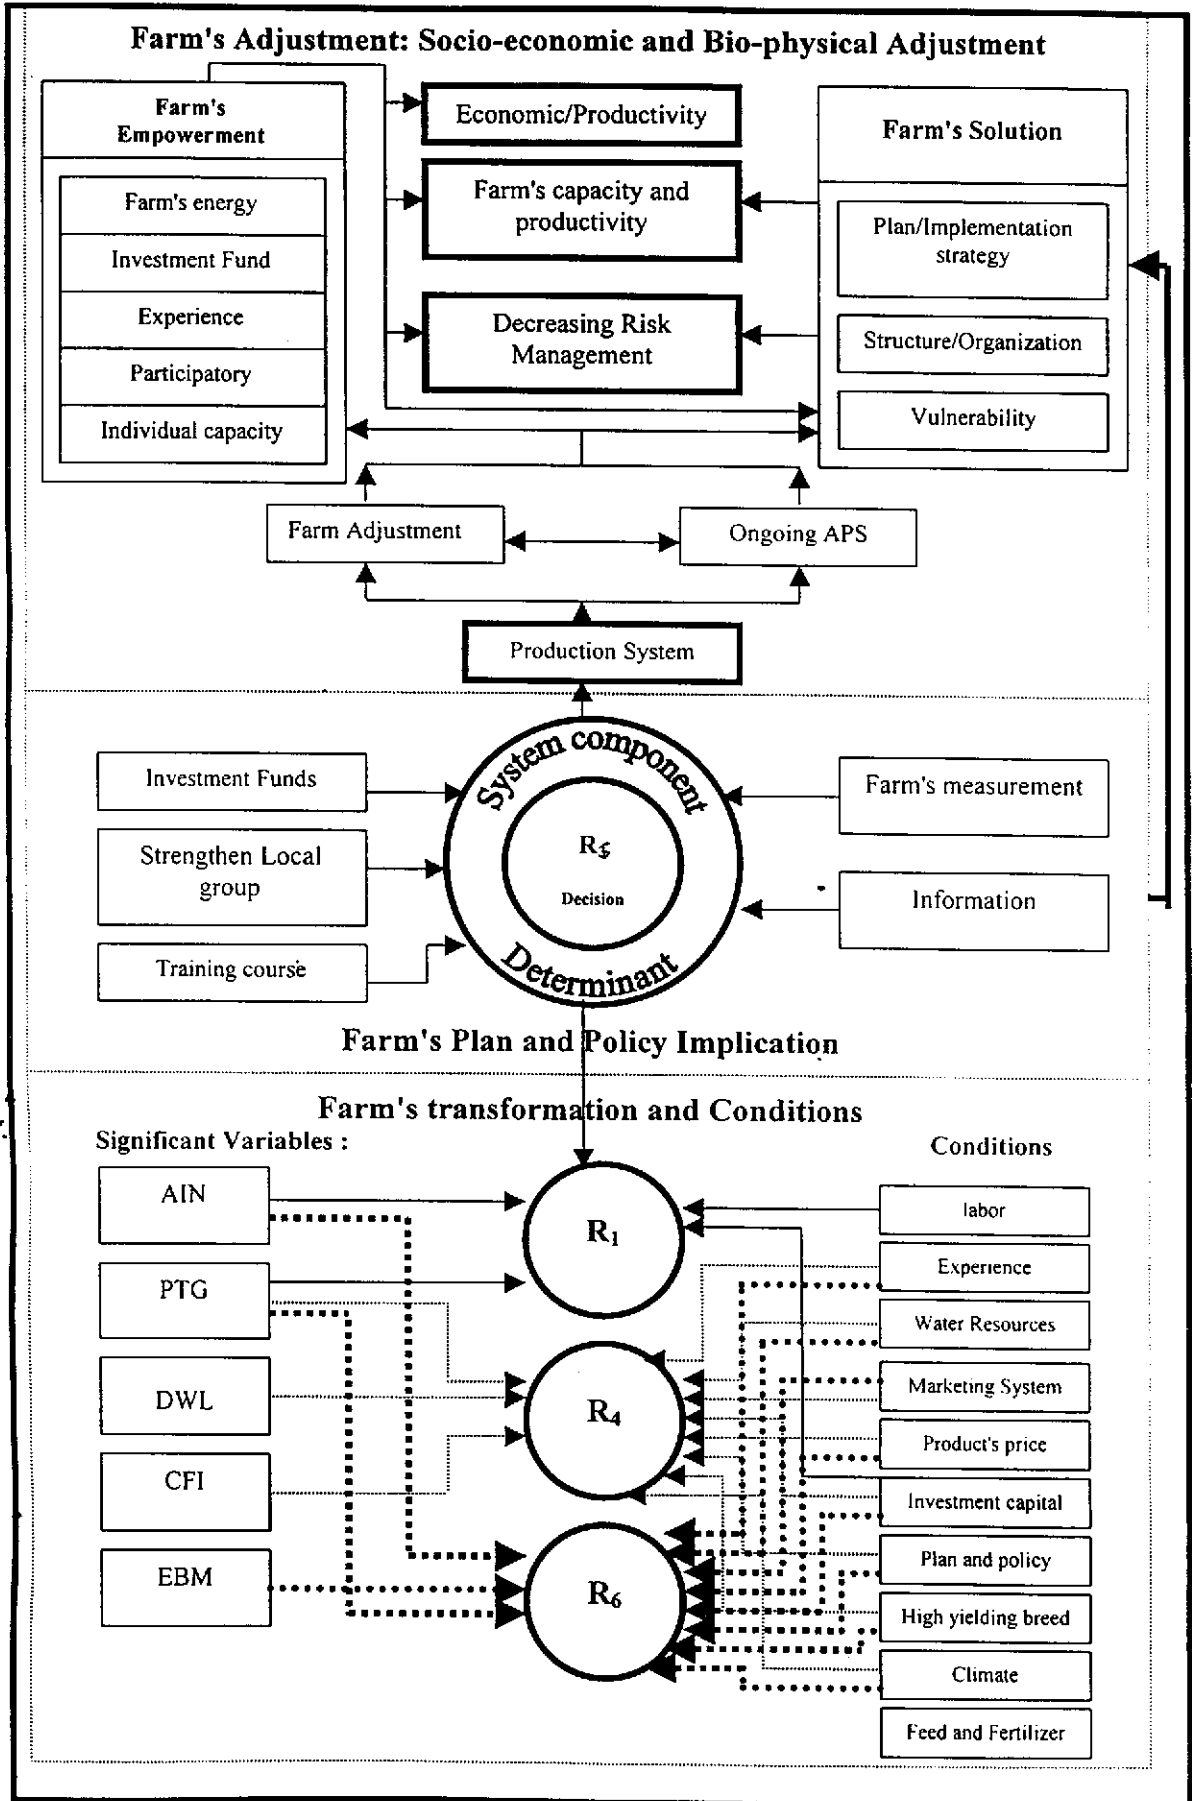 Farm's Adjustment: Socio-economic and Bio-physical Adjustment
Farm's
Empowerment
Farm's energy
Investment Fund
Experience
Participatory
Individual capacity
Economic/Productivity
Farm's capacity and
productivity
Decreasing Risk
Management
Farm's Solution
Plan/Implementation
strategy
Structure/Organization
Vulnerability
Farm Adjustment
Ongoing APS
Production System
Investment Funds
Strengthen Local
group
Training course
System component
R5
Decision
Determinant
Farm's measurement
Information
Farm's Plan and Policy Implication
Farm's transformation and Conditions
Significant Variables :
AIN
PTG
DWL
CFI
EBM
R1
R4
R6
Conditions
labor
Experience
Water Resources
Marketing System
Product's price
Investment capital
Plan and policy
High yielding breed
Climate
Feed and Fertilizer